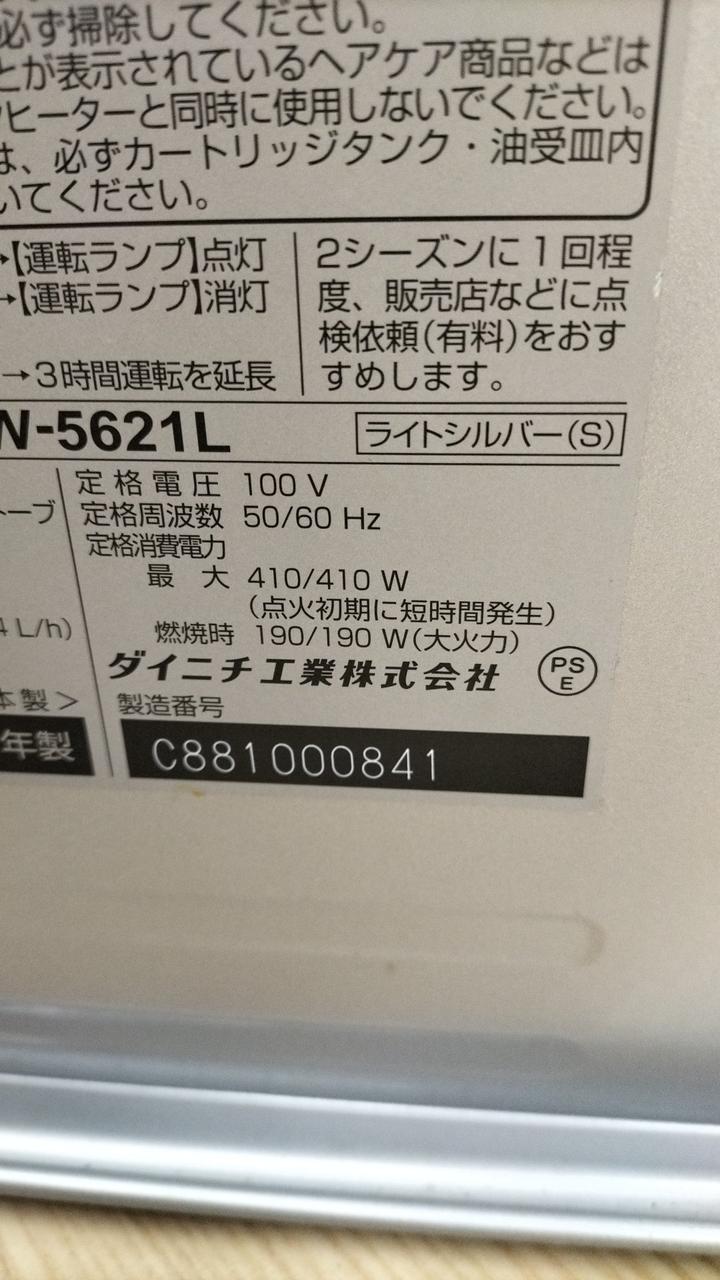 必ず掃除してください。
とが表示されているヘアケア商品などは
ヒーターと同時に使用しないでください。
は、必ずカートリッジタンク・油受皿内
いてください。
→【運転ランプ】点灯
→【運転ランプ】消灯
→3時間運転を延長
2シーズンに1回程
度、販売店などに点
検依頼(有料)をおす
すめします。
W-5621L
ライトシルバー(S)
ーブ
L/h)
本製>
年製
定格電圧 100 V
定格周波数 50/60 Hz
定格消費電力
最大 410/410 W
(点火初期に短時間発生)
燃焼時 190/190 W(大火力)
ダイニチ工業株式会社
PS
E
製造番号
C881000841